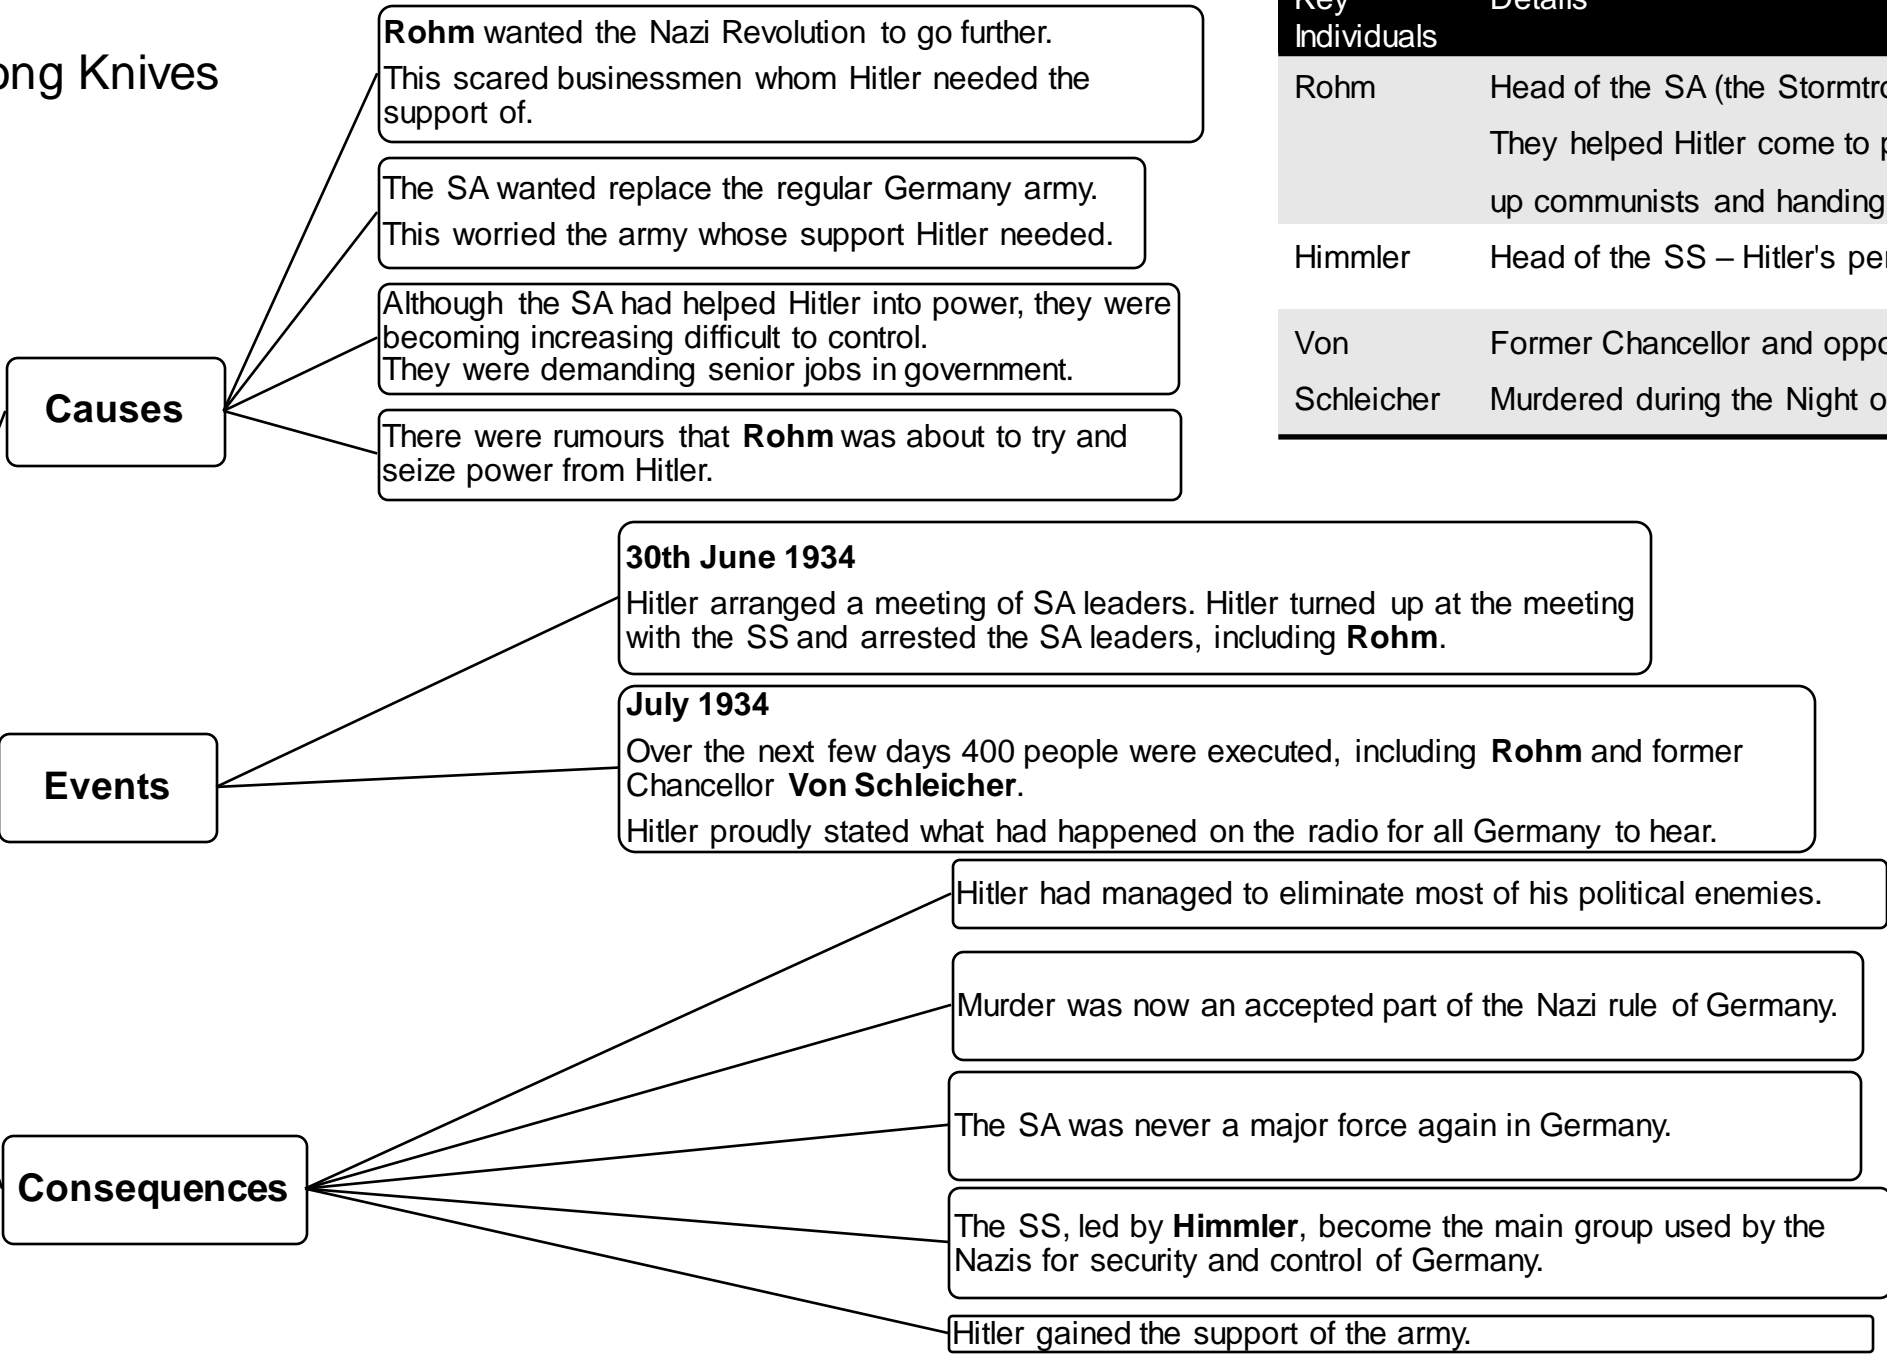 ong Knives
Rohm wanted the Nazi Revolution to go further.
This scared businessmen whom Hitler needed the
support of.
The SA wanted replace the regular Germany army.
This worried the army whose support Hitler needed.
Although the SA had helped Hitler into power, they were
becoming increasing difficult to control.
They were demanding senior jobs in government.
There were rumours that Rohm was about to try and
seize power from Hitler.
Causes
Key Details
Individuals
Rohm Head of the SA (the Stormtro
They helped Hitler come to p
up communists and handing
Himmler Head of the SS – Hitler's per
Von Former Chancellor and oppo
Schleicher Murdered during the Night o
30th June 1934
Hitler arranged a meeting of SA leaders. Hitler turned up at the meeting
with the SS and arrested the SA leaders, including Rohm.
July 1934
Over the next few days 400 people were executed, including Rohm and former
Chancellor Von Schleicher.
Hitler proudly stated what had happened on the radio for all Germany to hear.
Events
Hitler had managed to eliminate most of his political enemies.
Murder was now an accepted part of the Nazi rule of Germany.
The SA was never a major force again in Germany.
The SS, led by Himmler, become the main group used by the
Nazis for security and control of Germany.
Hitler gained the support of the army.
Consequences